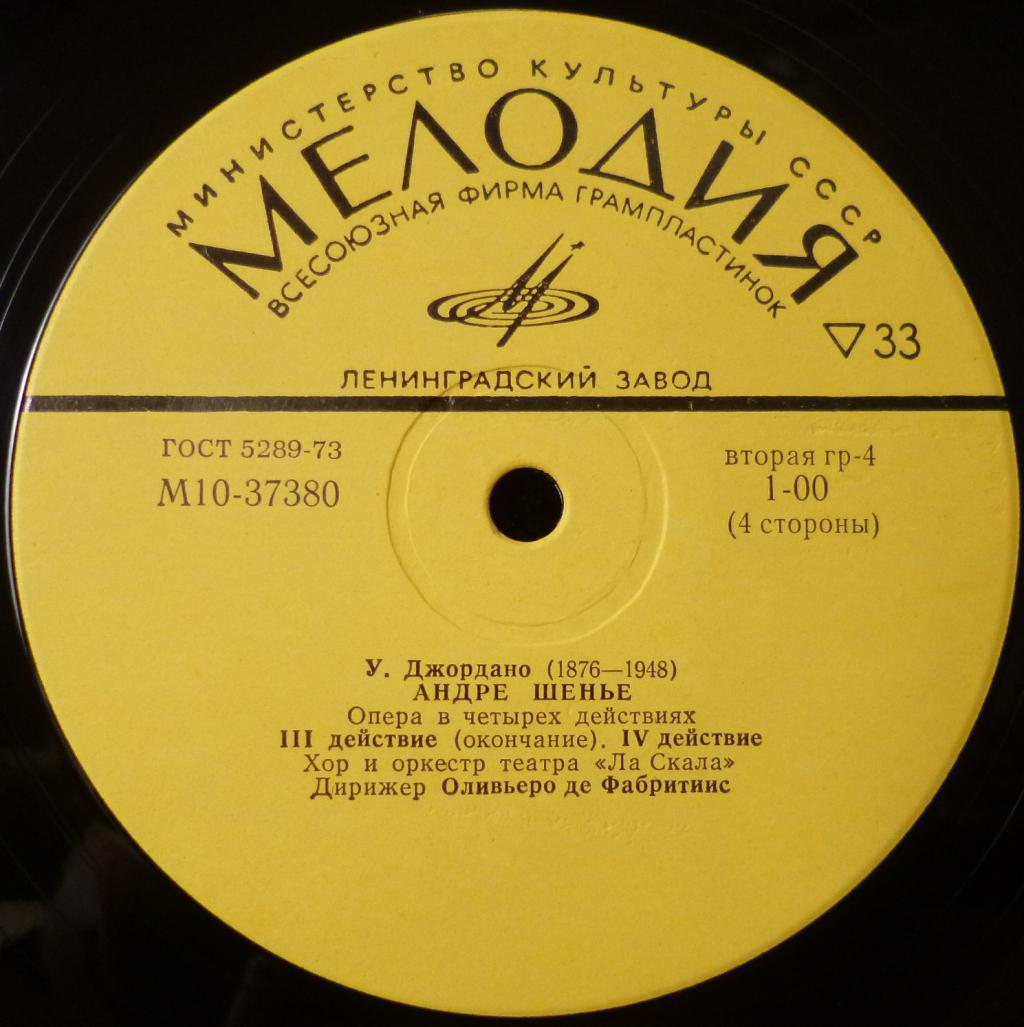 МИНИСТЕРСТВО КУЛЬТУРЫ СССР
МЕЛОДИЯ
ВСЕСОЮЗНАЯ ФИРМА ГРАМПЛАСТИНОК
▽33
ЛЕНИНГРАДСКИЙ ЗАВОД
ГОСТ 5289-73
М10-37380
вторая гр-4
1-00
(4 стороны)
У. Джордано (1876—1948)
АНДРЕ ШЕНЬЕ
Опера в четырех действиях
III действие (окончание). IV действие
Хор и оркестр театра «Ла Скала»
Дирижер Оливьеро де Фабритиис